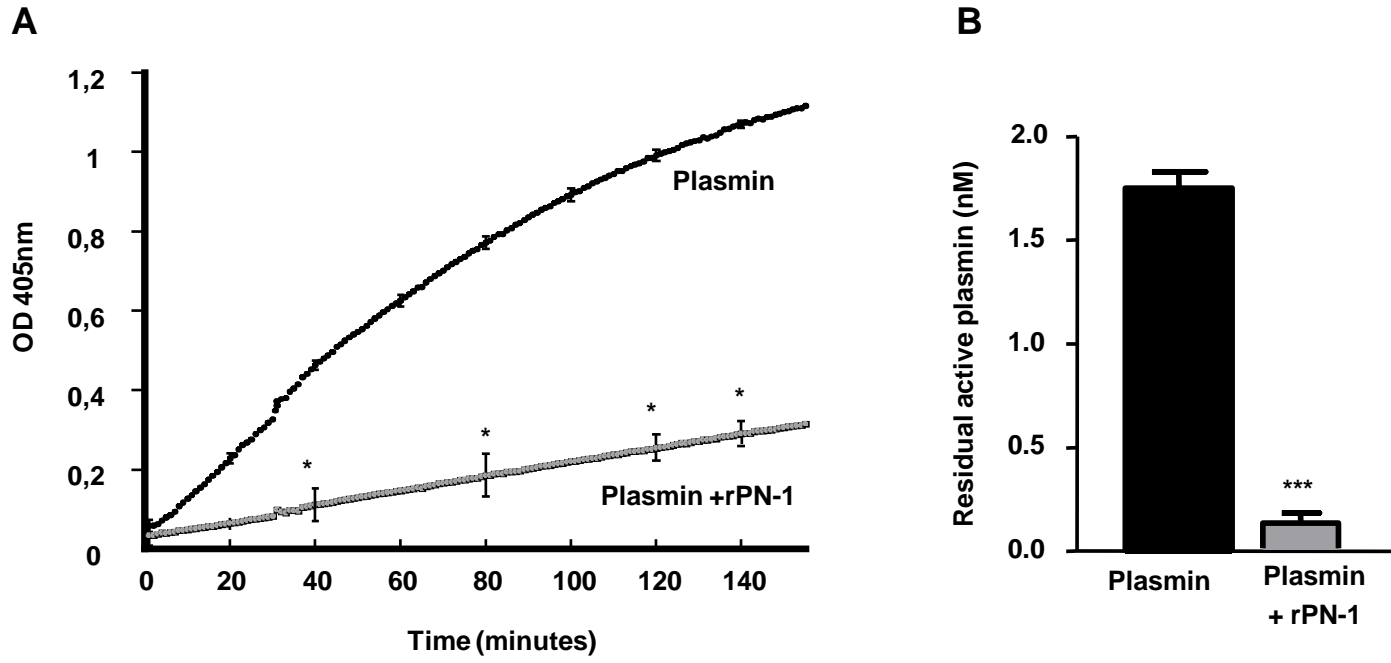 A
1,2
1
0,8
0,6
0,4
0,2
0
OD 405nm
Plasmin
*
*
*
*
Plasmin +rPN-1
0
20
40
60
80
100
120
140
Time (minutes)
B
2.0
1.5
1.0
0.5
0.0
Residual active plasmin (nM)
***
Plasmin
Plasmin
+ rPN-1